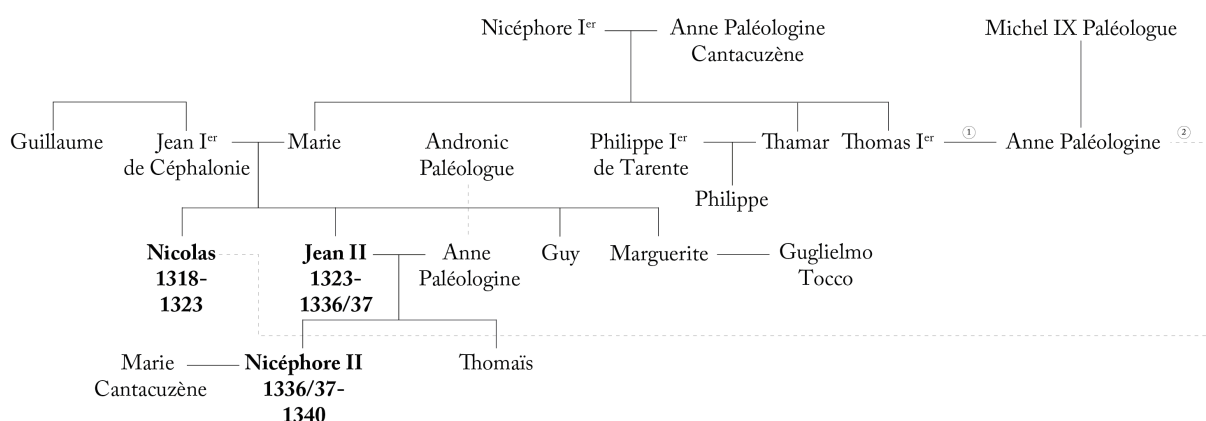 Nicéphore Iᵉʳ Anne Paléologine Michel IX Paléologue
Cantacuzène
Guillaume Jean Iᵉʳ Marie Andronic Philippe Iᵉʳ Thamar Thomas Iᵉʳ ① Anne Paléologine ②
de Céphalonie Paléologue de Tarente
Philippe
Nicolas Jean II Anne Guy Marguerite Guglielmo
1318- 1323- Paléologine Tocco
1323 1336/37
Marie Nicéphore II Thomaïs
Cantacuzène 1336/37-
1340